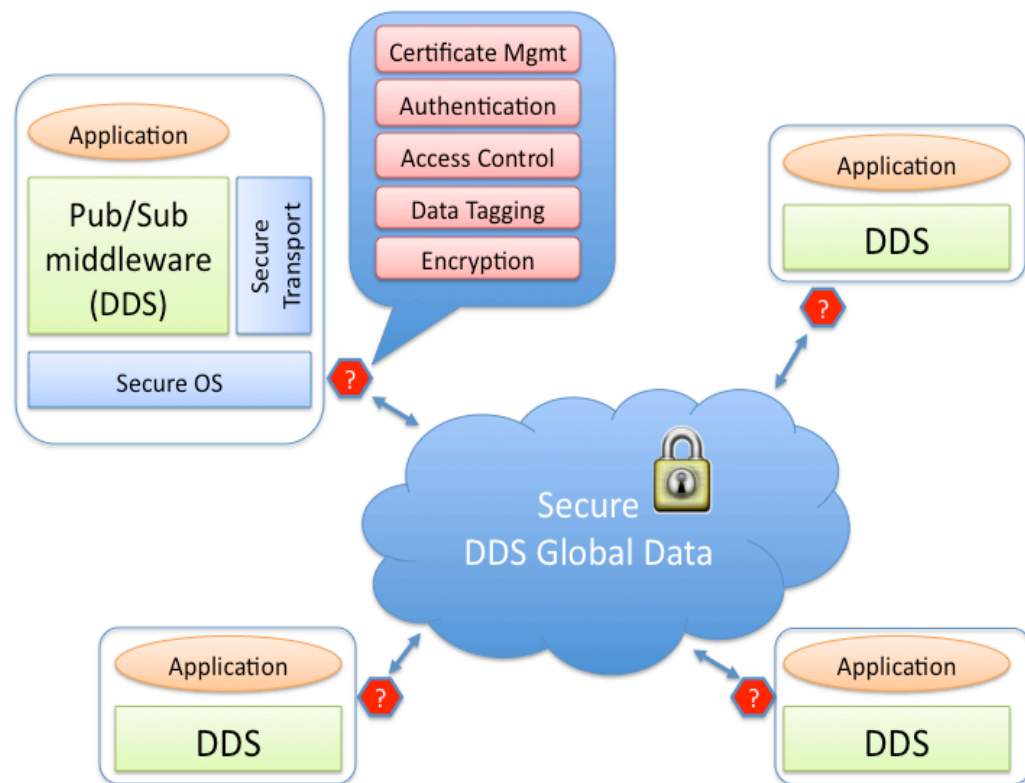 Certificate Mgmt
Authentication
Access Control
Data Tagging
Encryption
Application
Pub/Sub
middleware
(DDS)
Secure
Transport
Secure OS
?
Application
DDS
?
Secure
DDS Global Data
Application
DDS
?
Application
DDS
?